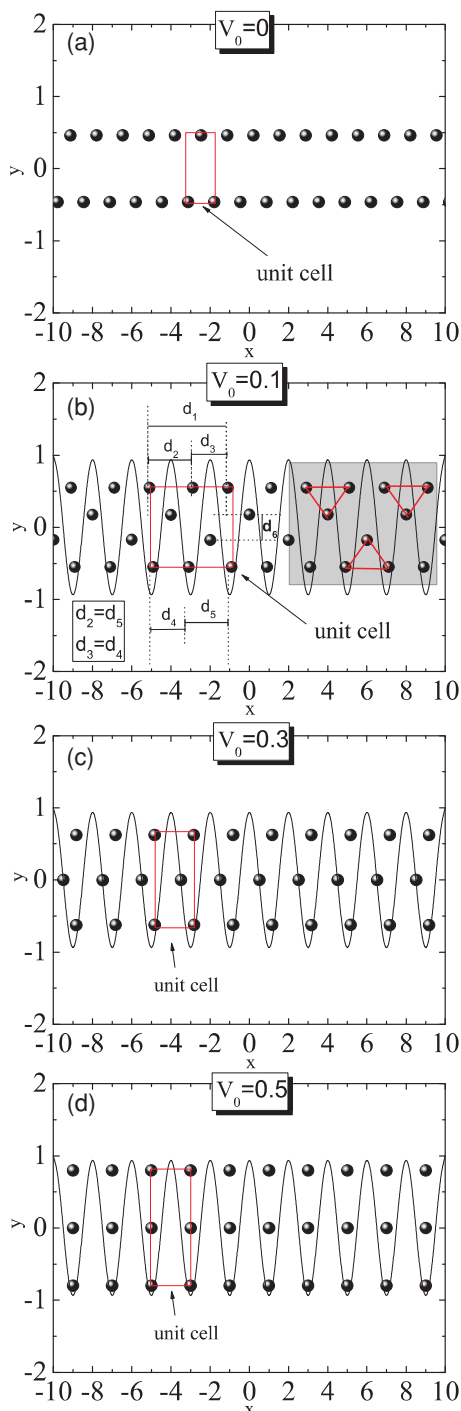 V₀=0
(a)
2
1
0
-1
-2
y
unit cell
-10 -8 -6 -4 -2 0 2 4 6 8 10
x
V₀=0.1
(b)
2
1
0
-1
-2
y
d₁
d₂ d₃
d₆
d₄ d₅
unit cell
d₂=d₅
d₃=d₄
-10 -8 -6 -4 -2 0 2 4 6 8 10
x
V₀=0.3
(c)
2
1
0
-1
-2
y
unit cell
-10 -8 -6 -4 -2 0 2 4 6 8 10
x
V₀=0.5
(d)
2
1
0
-1
-2
y
unit cell
-10 -8 -6 -4 -2 0 2 4 6 8 10
x